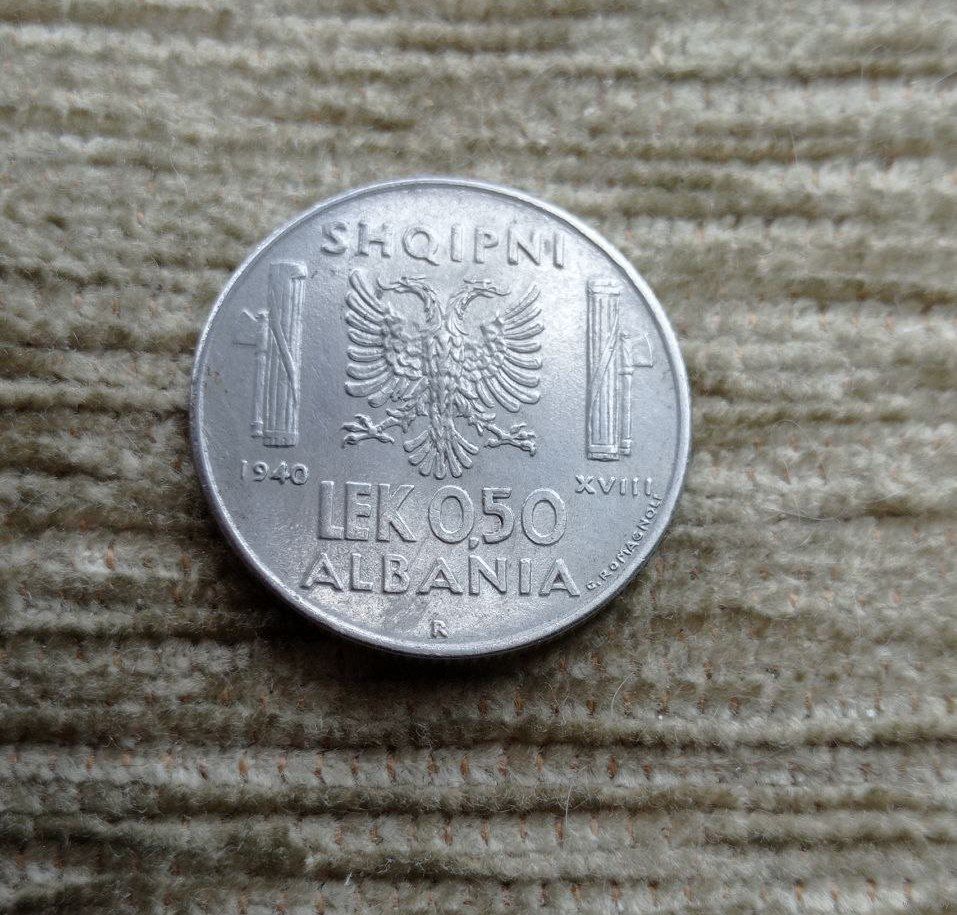 SHQIPNI
1940 XVIII
LEK 0,50
ALBANIA
G. ROMAGNOLI
R